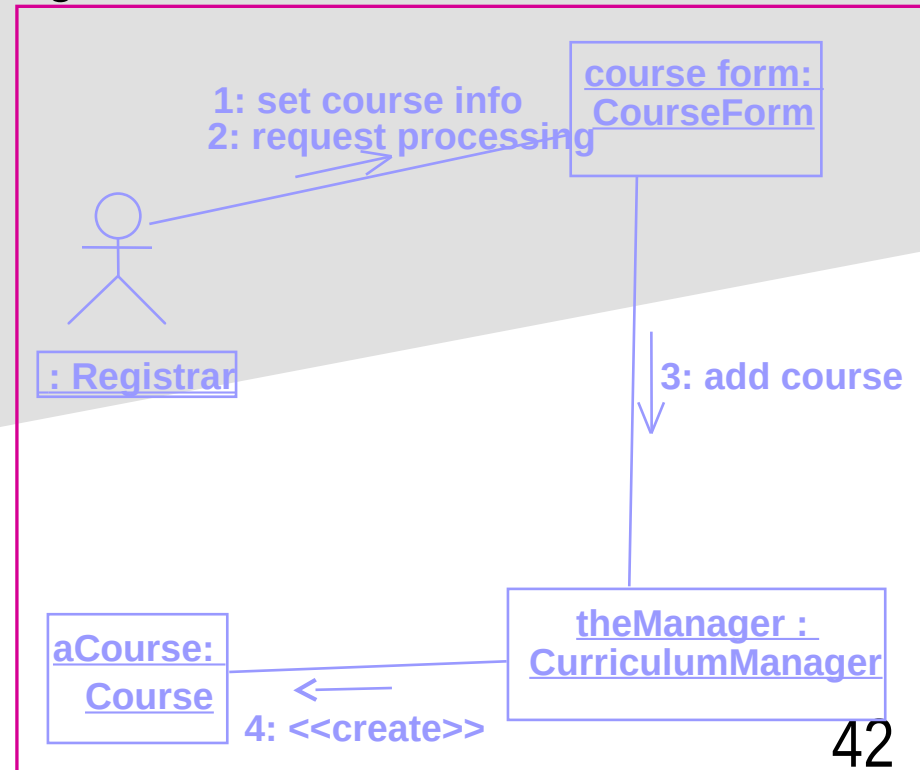 1: set course info
2: request processing
course form:
CourseForm
: Registrar
3: add course
theManager :
CurriculumManager
aCourse:
Course
4: <<create>>
42